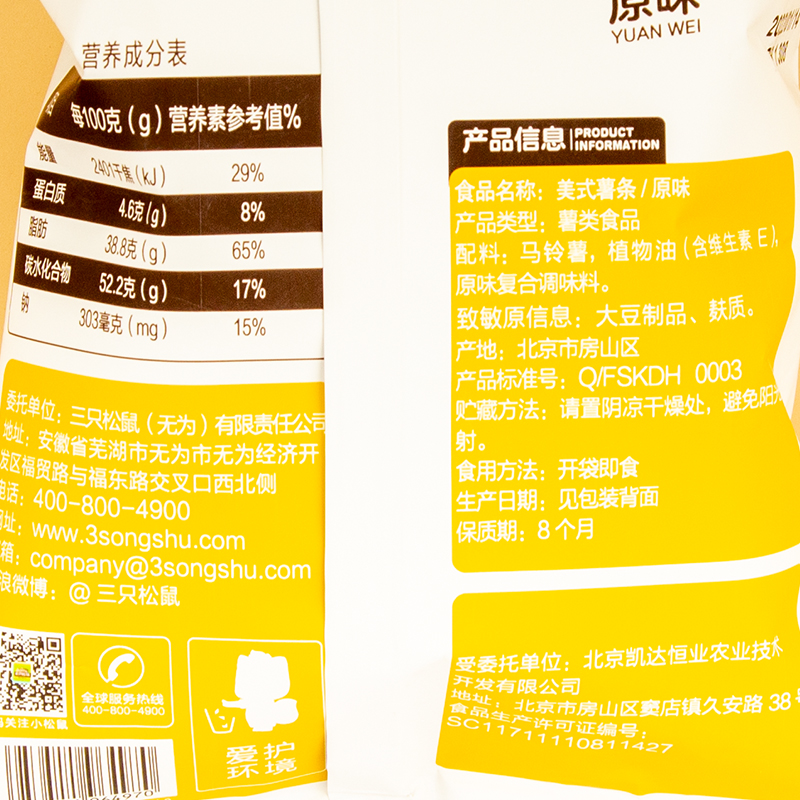 原味
YUAN WEI
营养成分表
每100克(g) 营养素参考值%
能量 2401千焦(kJ) 29%
蛋白质 4.6克(g) 8%
脂肪 38.8克(g) 65%
碳水化合物 52.2克(g) 17%
钠 303毫克(mg) 15%
委托单位：三只松鼠（无为）有限责任公司
地址：安徽省芜湖市无为市无为经济开
发区福贸路与福东路交叉口西北侧
电话：400-800-4900
网址：www.3songshu.com
邮箱：company@3songshu.com
浪微博：@三只松鼠
关注小松鼠
全球服务热线
400-800-4900
爱护
环境
产品信息 PRODUCT INFORMATION
食品名称：美式薯条/原味
产品类型：薯类食品
配料：马铃薯，植物油（含维生素E），
原味复合调味料。
致敏原信息：大豆制品、麸质。
产地：北京市房山区
产品标准号：Q/FSKDH 0003
贮藏方法：请置阴凉干燥处，避免阳光
射。
食用方法：开袋即食
生产日期：见包装背面
保质期：8个月
受委托单位：北京凯达恒业农业技术
开发有限公司
地址：北京市房山区窦店镇久安路38号
食品生产许可证编号：
SC11711110811427